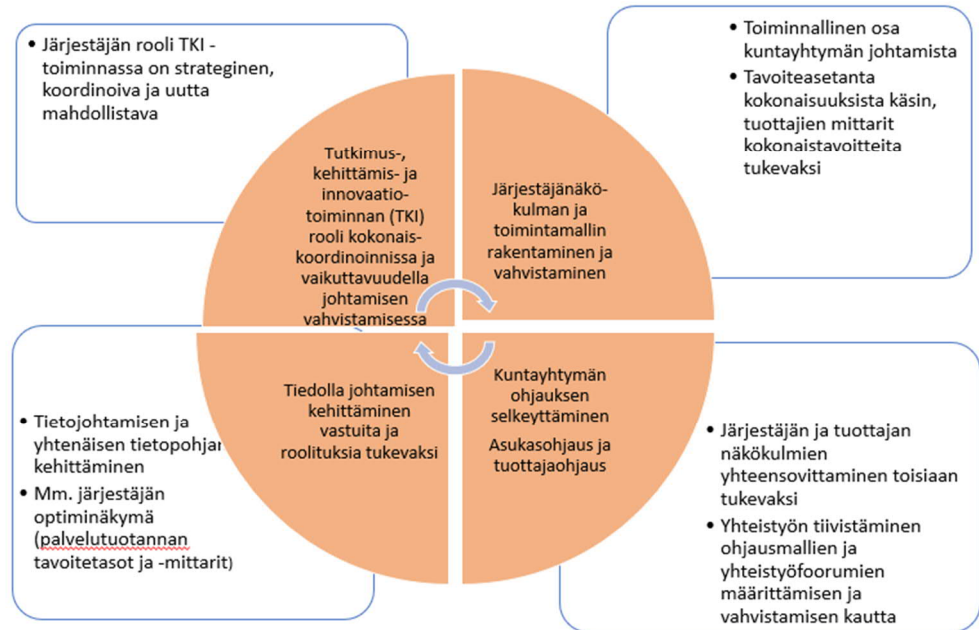 • Järjestäjän rooli TKI -
toiminnassa on strateginen,
koordinoiva ja uutta
mahdollistava
• Toiminnallinen osa
kuntayhtymän johtamista
• Tavoiteasetanta
kokonaisuuksista käsin,
tuottajien mittarit
kokonaistavoitteita
tukevaksi
Tutkimus-,
kehittämis- ja
innovaatio-
toiminnan (TKI)
rooli kokonais-
koordinoinnissa ja
vaikuttavuudella
johtamisen
vahvistamisessa
Järjestäjänäkö-
kulman ja
toimintamallin
rakentaminen ja
vahvistaminen
Tiedolla johtamisen
kehittäminen
vastuita ja
roolituksia tukevaksi
Kuntayhtymän
ohjauksen
selkeyttäminen
Asukasohjaus ja
tuottajaohjaus
• Tietojohtamisen ja
yhtenäisen tietopohjan
kehittäminen
• Mm. järjestäjän
optiminäkymä
(palvelutuotannan
tavoitetasot ja -mittarit)
• Järjestäjän ja tuottajan
näkökulmien
yhteensovittaminen toisiaan
tukevaksi
• Yhteistyön tiivistäminen
ohjausmallien ja
yhteistyöfoorumien
määrittämisen ja
vahvistamisen kautta